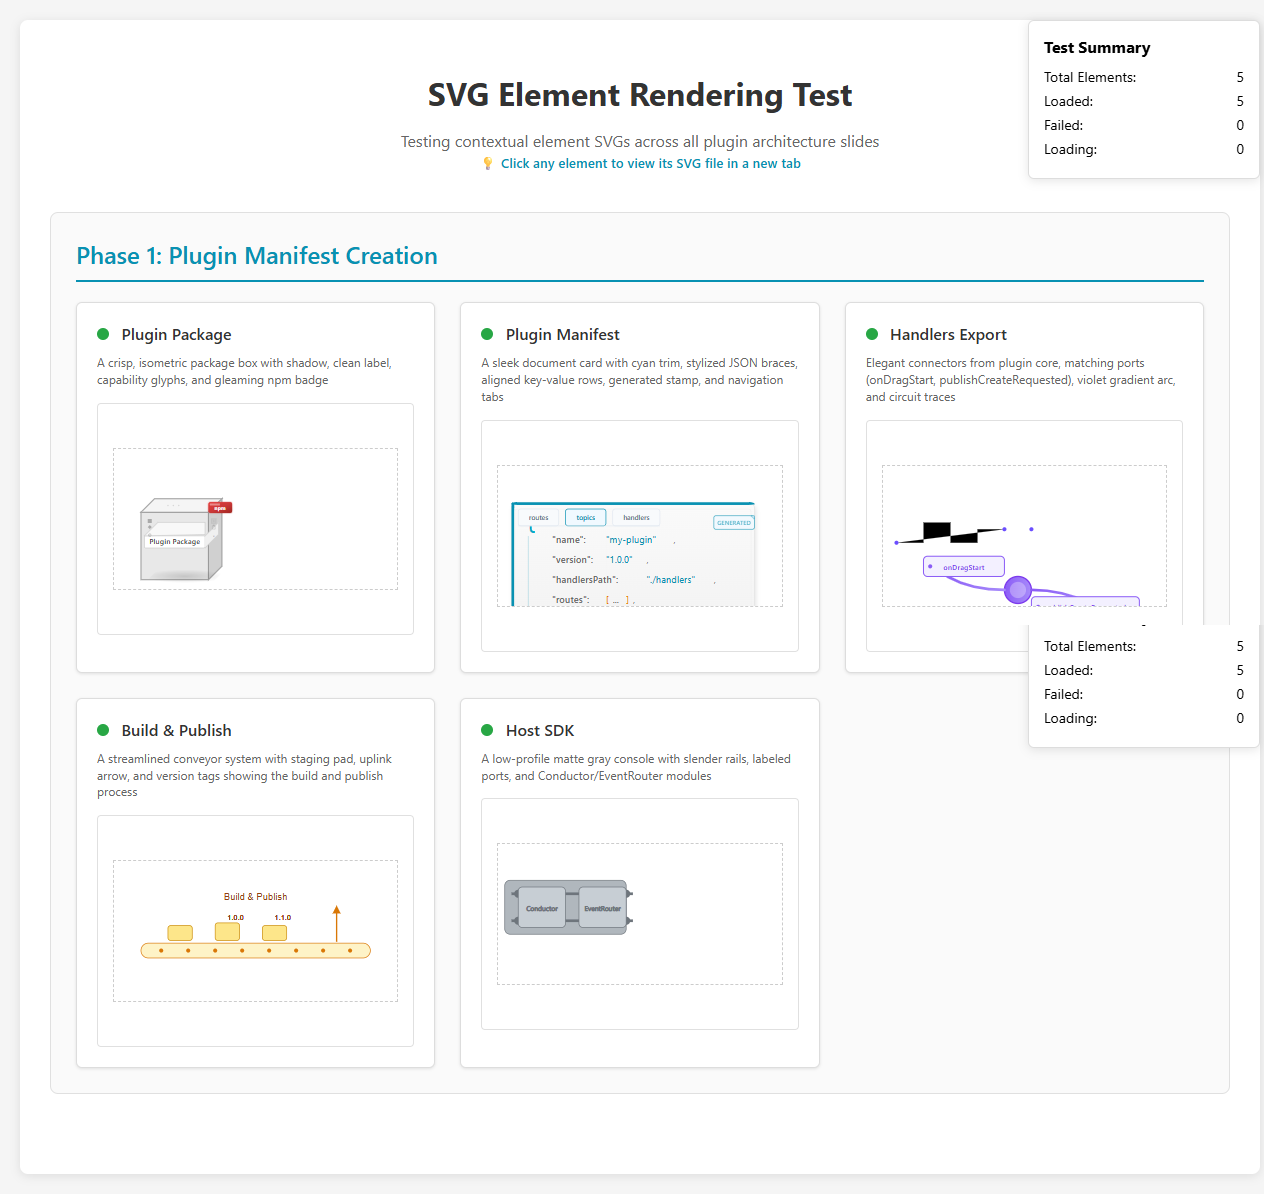 SVG Element Rendering Test
Testing contextual element SVGs across all plugin architecture slides
💡 Click any element to view its SVG file in a new tab
Test Summary
Total Elements: 5
Loaded: 5
Failed: 0
Loading: 0
Phase 1: Plugin Manifest Creation
Plugin Package
A crisp, isometric package box with shadow, clean label,
capability glyphs, and gleaming npm badge
npm
Plugin Package
Plugin Manifest
A sleek document card with cyan trim, stylized JSON braces,
aligned key-value rows, generated stamp, and navigation
tabs
routes topics handlers
GENERATED
"name": "my-plugin" ,
"version": "1.0.0" ,
"handlersPath": "./handlers" ,
"routes": [ … ] ,
Handlers Export
Elegant connectors from plugin core, matching ports
(onDragStart, publishCreateRequested), violet gradient arc,
and circuit traces
onDragStart
Total Elements: 5
Loaded: 5
Failed: 0
Loading: 0
Build & Publish
A streamlined conveyor system with staging pad, uplink
arrow, and version tags showing the build and publish
process
Build & Publish
1.0.0 1.1.0
Host SDK
A low-profile matte gray console with slender rails, labeled
ports, and Conductor/EventRouter modules
Conductor EventRouter